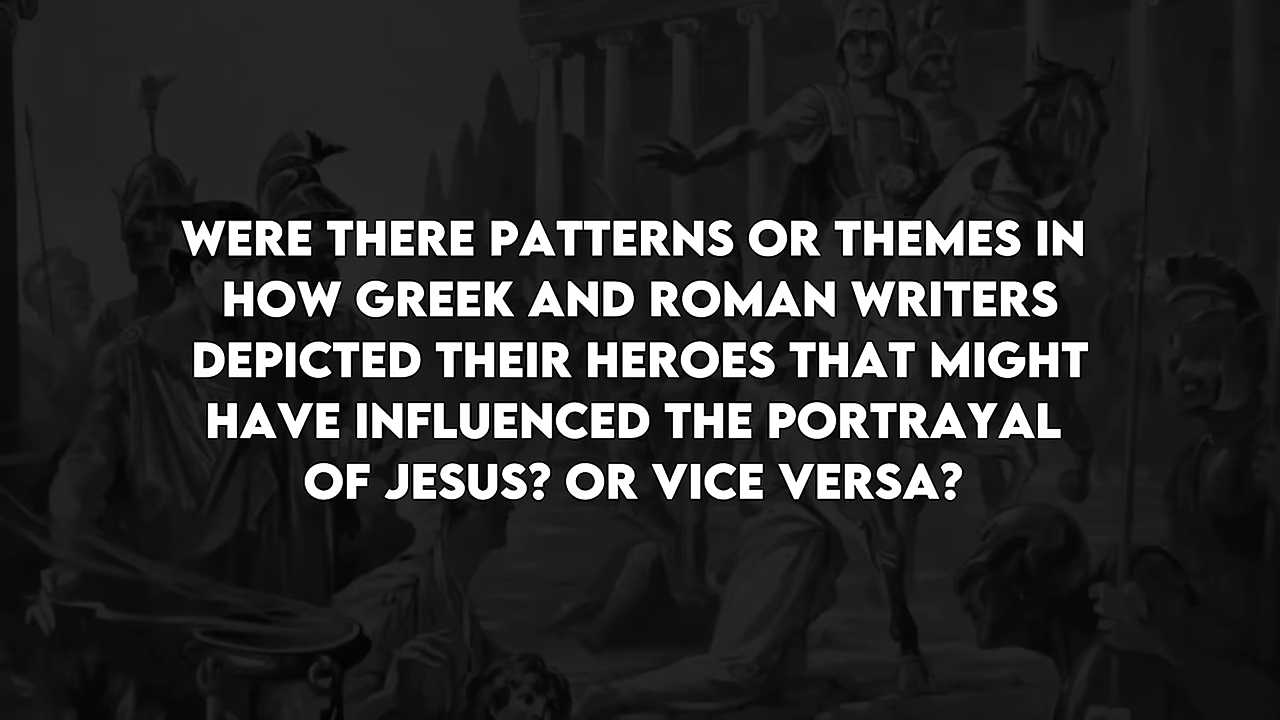 WERE THERE PATTERNS OR THEMES IN
HOW GREEK AND ROMAN WRITERS
DEPICTED THEIR HEROES THAT MIGHT
HAVE INFLUENCED THE PORTRAYAL
OF JESUS? OR VICE VERSA?